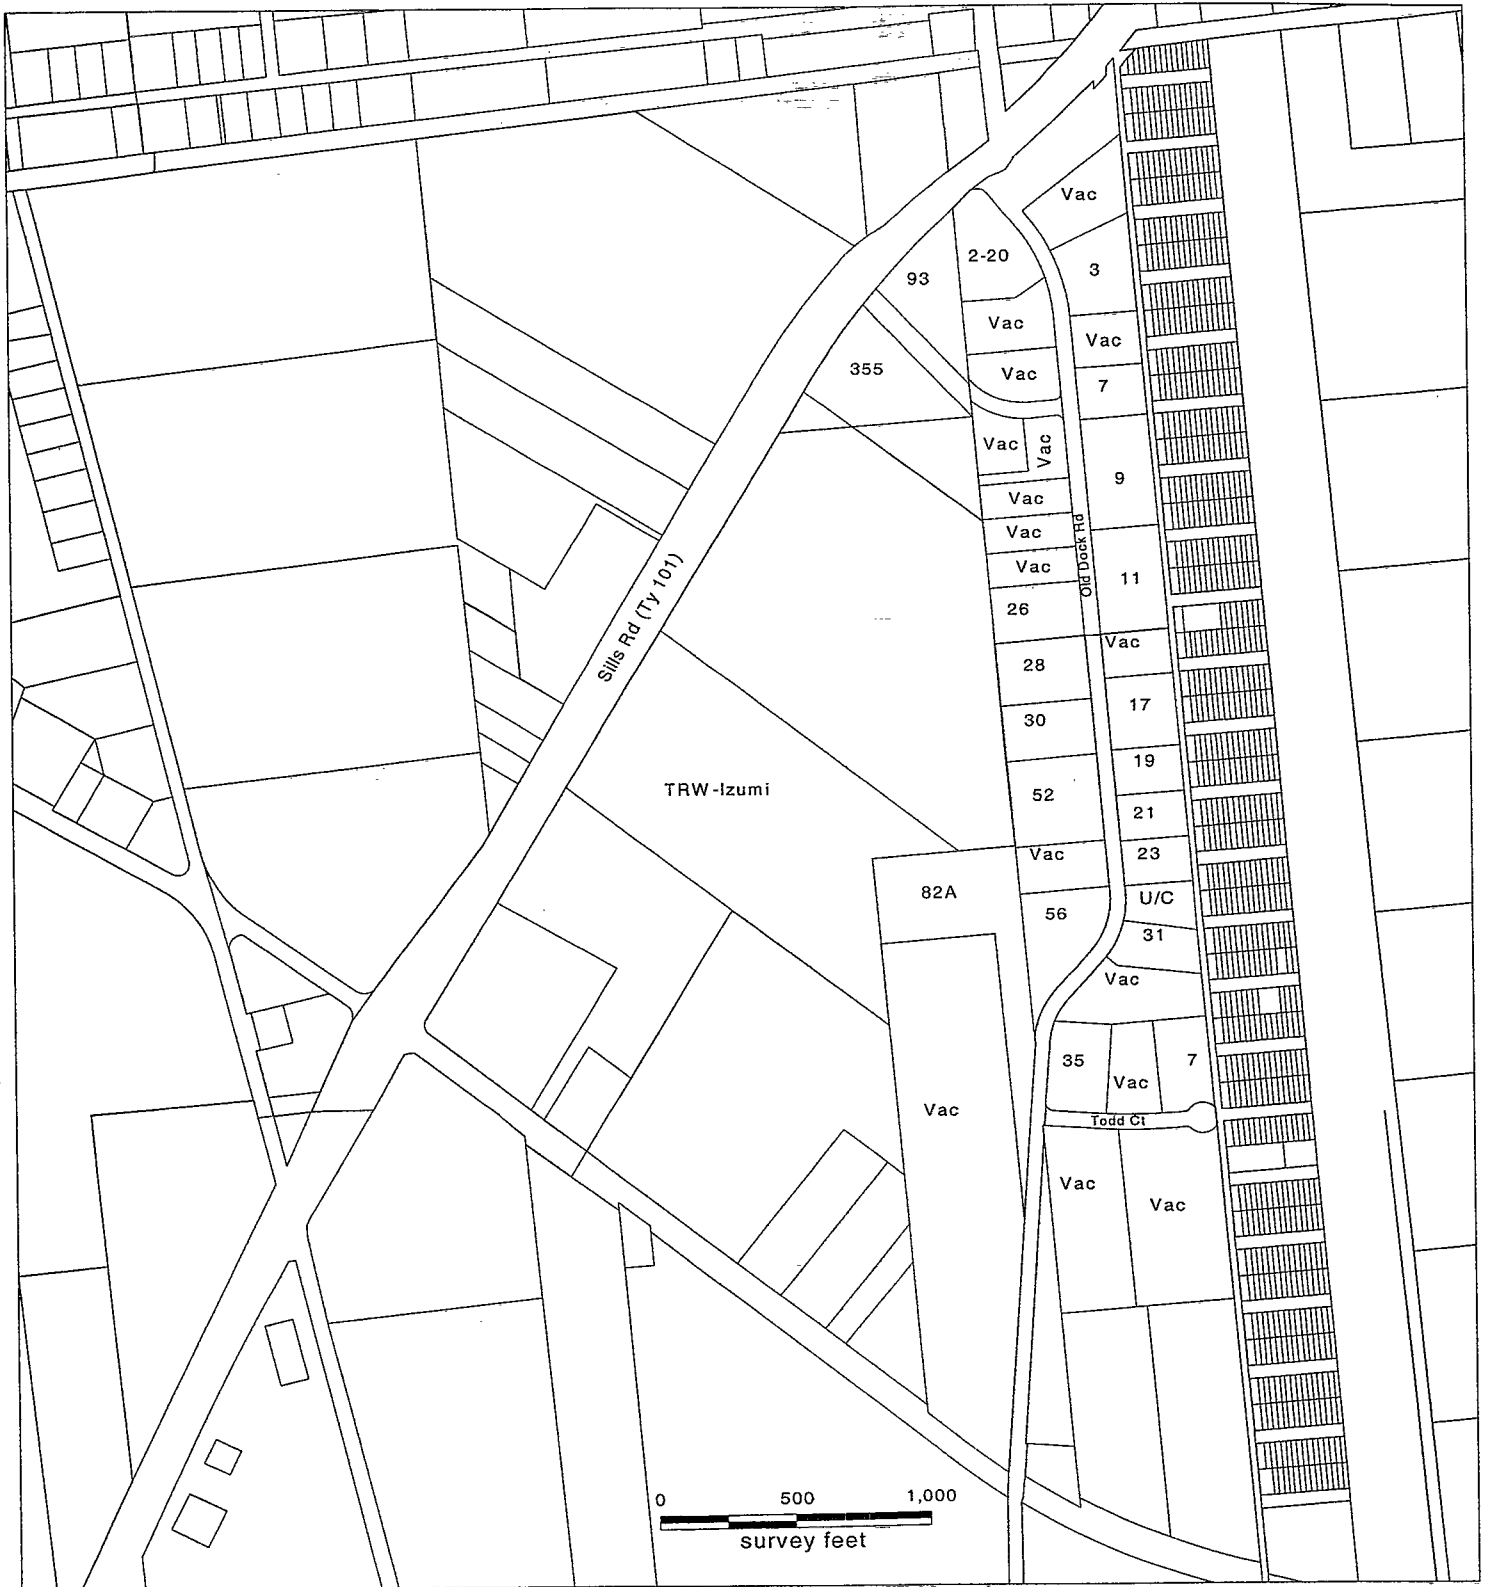 Vac
2-20
93
3
Vac
Vac
355
Vac
7
Vac
Vac
9
Vac
Old Dock Rd
Vac
Vac
11
26
Sills Rd (Ty 101)
Vac
28
17
30
19
TRW-Izumi
52
21
Vac
23
82A
U/C
56
31
Vac
35
7
Vac
Vac
Todd Ct
Vac
Vac
0 500 1,000
survey feet